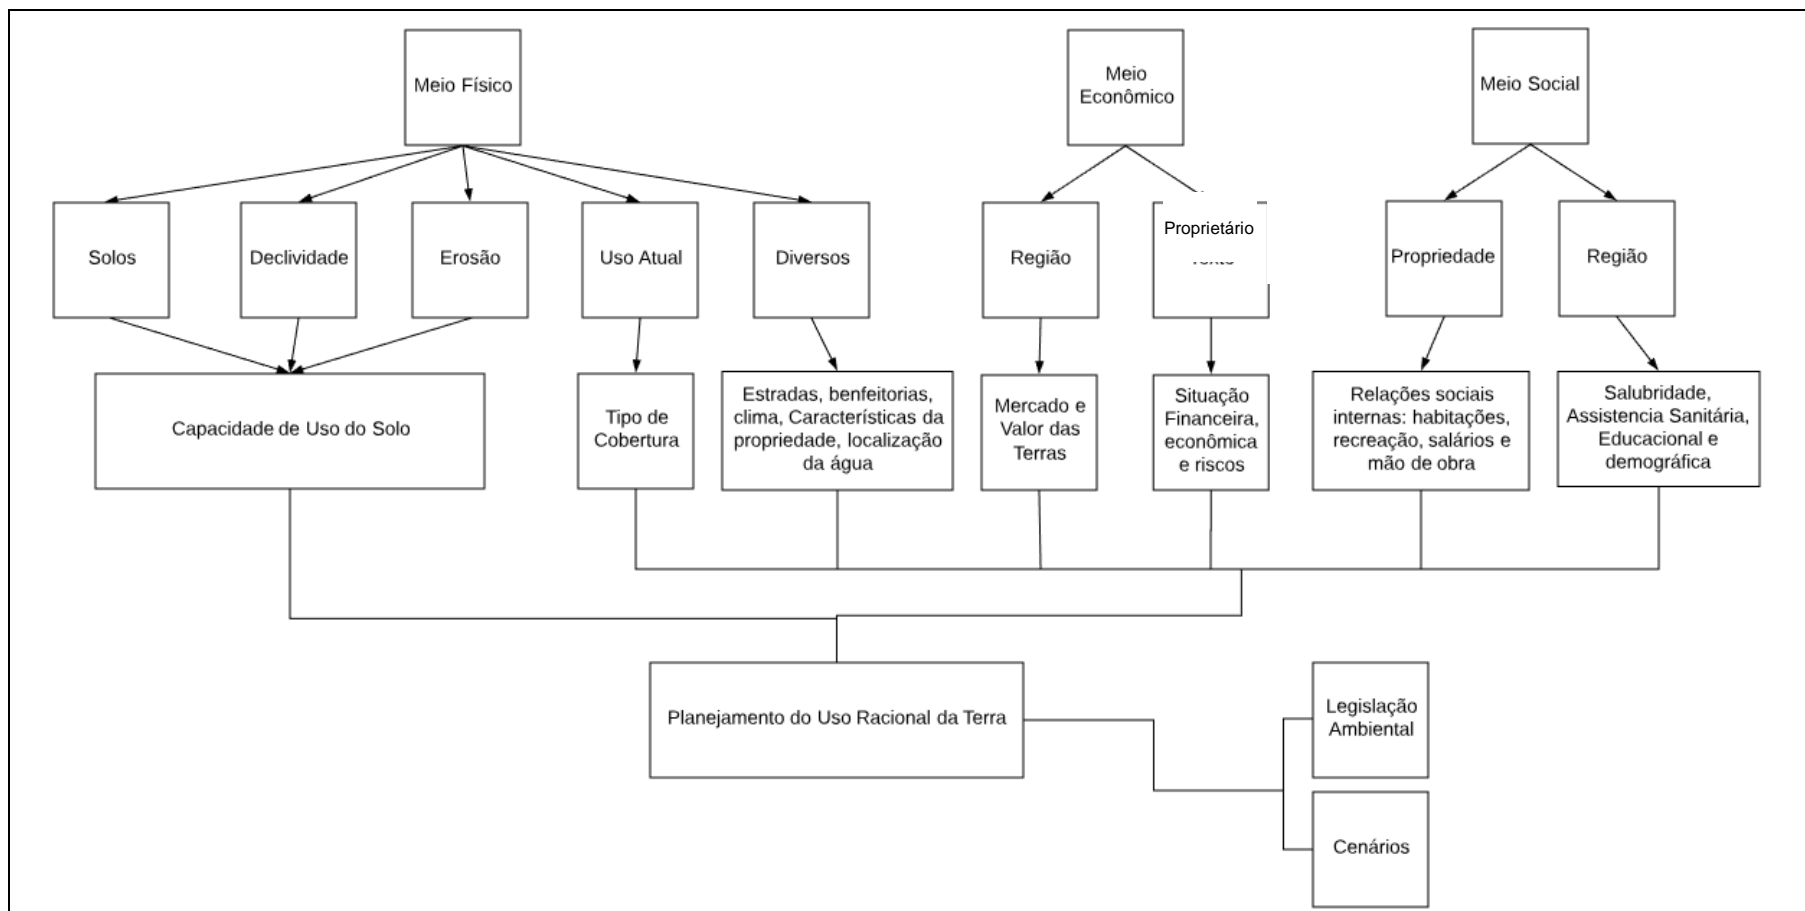 Meio Físico
Meio
Econômico
Meio Social
Solos
Declividade
Erosão
Uso Atual
Diversos
Região
Proprietário
Propriedade
Região
Capacidade de Uso do Solo
Tipo de
Cobertura
Estradas, benfeitorias,
clima, Características da
propriedade, localização
da água
Mercado e
Valor das
Terras
Situação
Financeira,
econômica
e riscos
Relações sociais
internas: habitações,
recreação, salários e
mão de obra
Salubridade,
Assistencia Sanitária,
Educacional e
demográfica
Planejamento do Uso Racional da Terra
Legislação
Ambiental
Cenários